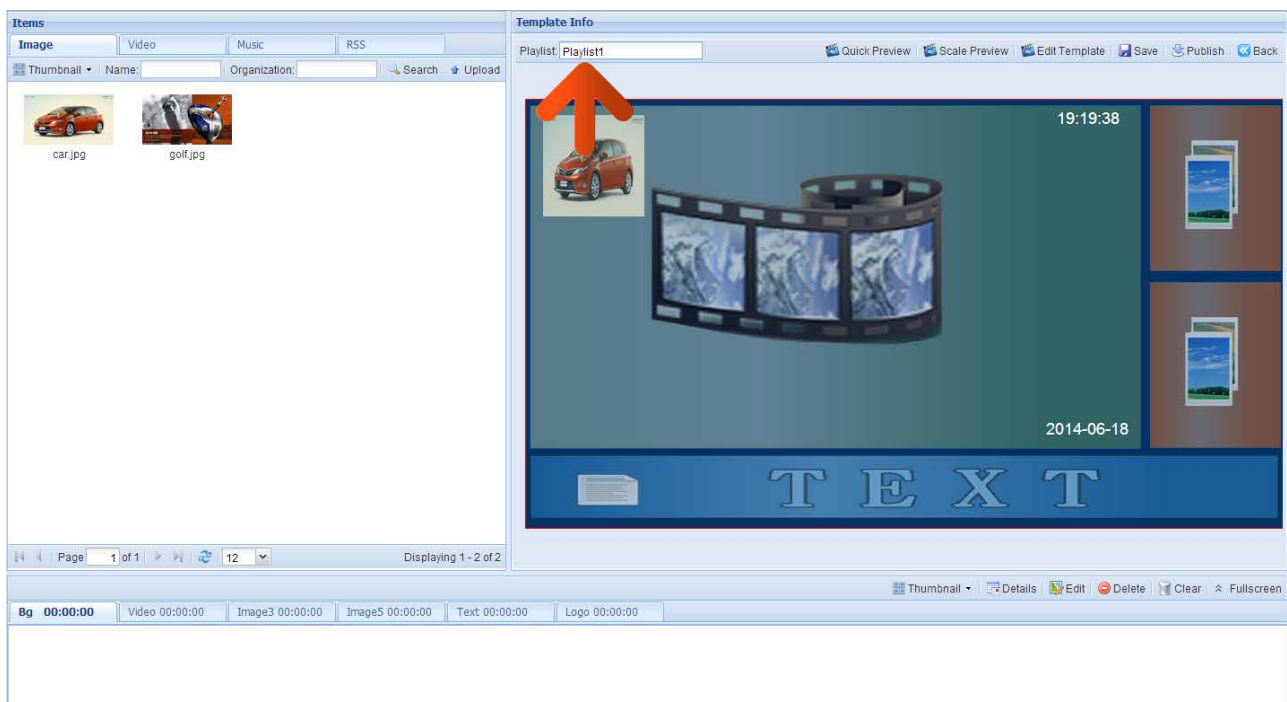 Items
Image Video Music RSS
Thumbnail Name: Organization: Search Upload
car.jpg golf.jpg
Page 1 of 1 12 Displaying 1 - 2 of 2
Template Info
Playlist: Playlist1 Quick Preview Scale Preview Edit Template Save Publish Back
19:19:38
2014-06-18
TEXT
Thumbnail Details Edit Delete Clear Fullscreen
Bg 00:00:00 Video 00:00:00 Image3 00:00:00 Image5 00:00:00 Text 00:00:00 Logo 00:00:00